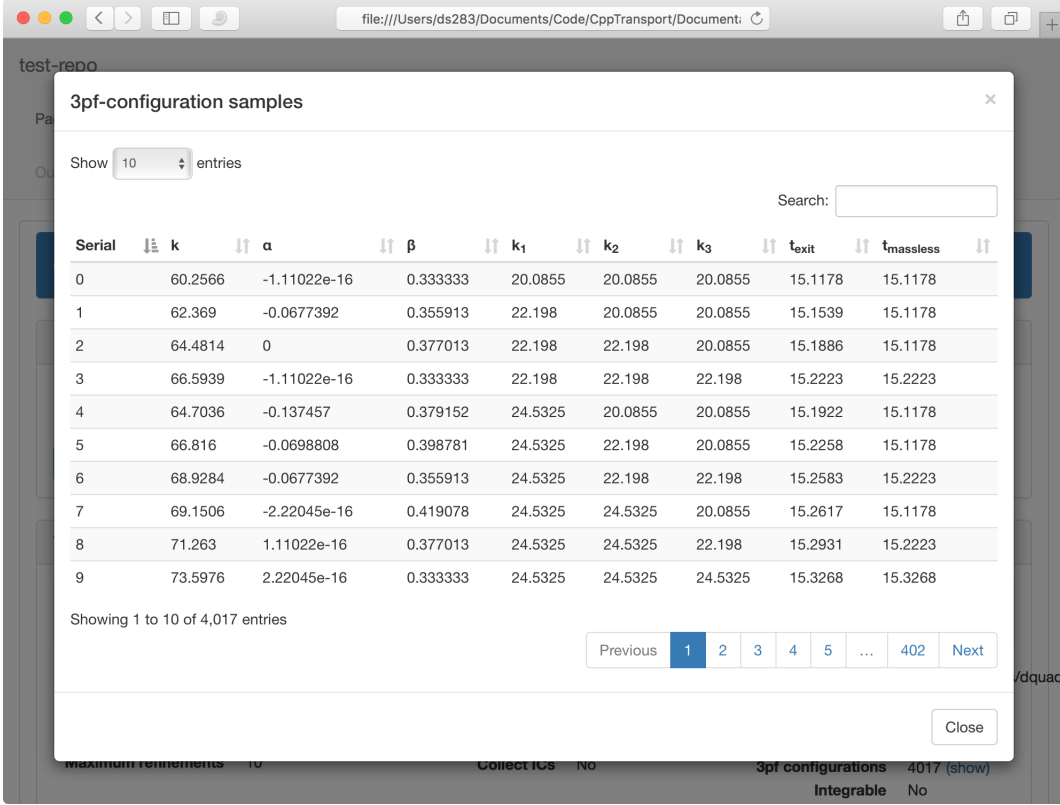 file:///Users/ds283/Documents/Code/CppTransport/Document
test-repo
3pf-configuration samples ×
Show 10 entries
Search:
Serial k α β k₁ k₂ k₃ t_exit t_massless
0 60.2566 -1.11022e-16 0.333333 20.0855 20.0855 20.0855 15.1178 15.1178
1 62.369 -0.0677392 0.355913 22.198 20.0855 20.0855 15.1539 15.1178
2 64.4814 0 0.377013 22.198 22.198 20.0855 15.1886 15.1178
3 66.5939 -1.11022e-16 0.333333 22.198 22.198 22.198 15.2223 15.2223
4 64.7036 -0.137457 0.379152 24.5325 20.0855 20.0855 15.1922 15.1178
5 66.816 -0.0698808 0.398781 24.5325 22.198 20.0855 15.2258 15.1178
6 68.9284 -0.0677392 0.355913 24.5325 22.198 22.198 15.2583 15.2223
7 69.1506 -2.22045e-16 0.419078 24.5325 24.5325 20.0855 15.2617 15.1178
8 71.263 1.11022e-16 0.377013 24.5325 24.5325 22.198 15.2931 15.2223
9 73.5976 2.22045e-16 0.333333 24.5325 24.5325 24.5325 15.3268 15.3268
Showing 1 to 10 of 4,017 entries
Previous 1 2 3 4 5 … 402 Next
/dquad
Close
Maximum refinements 10 Collect ICs No 3pf configurations 4017 (show)
Integrable No